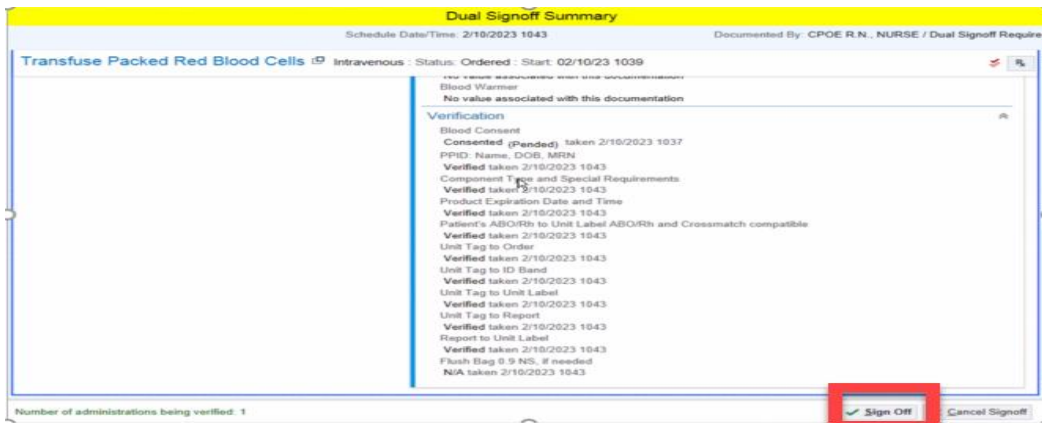 Dual Signoff Summary
Schedule Date/Time: 2/10/2023 1043 Documented By: CPOE R.N., NURSE / Dual Signoff Require
Transfuse Packed Red Blood Cells Intravenous : Status: Ordered : Start: 02/10/23 1039
No value associated with this documentation
Blood Warmer
No value associated with this documentation
Verification
Blood Consent
Consented (Pended) taken 2/10/2023 1037
PPID: Name, DOB, MRN
Verified taken 2/10/2023 1043
Component Type and Special Requirements
Verified taken 2/10/2023 1043
Product Expiration Date and Time
Verified taken 2/10/2023 1043
Patient's ABO/Rh to Unit Label ABO/Rh and Crossmatch compatible
Verified taken 2/10/2023 1043
Unit Tag to Order
Verified taken 2/10/2023 1043
Unit Tag to ID Band
Verified taken 2/10/2023 1043
Unit Tag to Unit Label
Verified taken 2/10/2023 1043
Unit Tag to Report
Verified taken 2/10/2023 1043
Report to Unit Label
Verified taken 2/10/2023 1043
Flush Bag 0.9 NS, if needed
N/A taken 2/10/2023 1043
Number of administrations being verified: 1 Sign Off Cancel Signoff